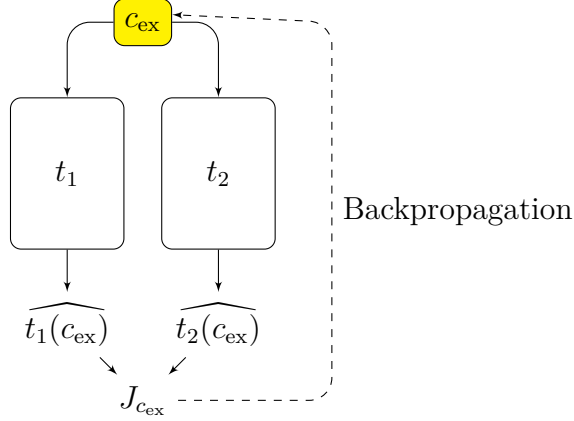 c_ex
t_1 t_2
Backpropagation
\widehat{t_1(c_ex)} \widehat{t_2(c_ex)}
J_{c_ex}